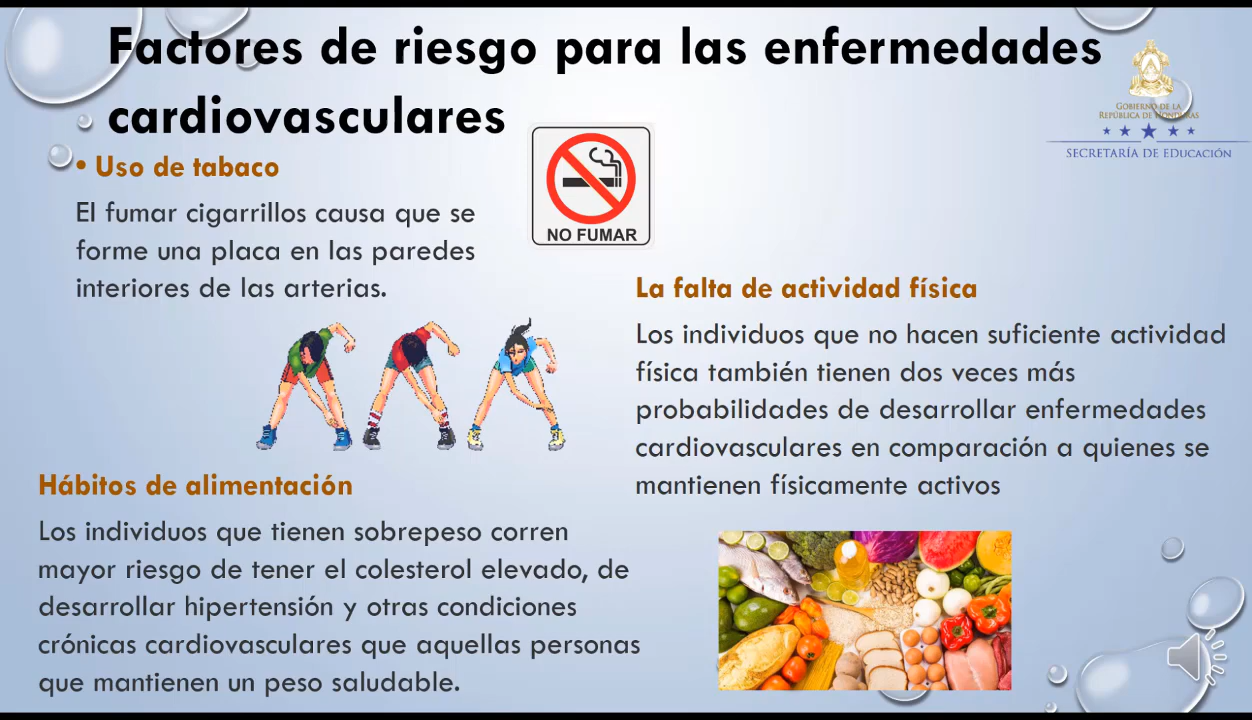 Factores de riesgo para las enfermedades
cardiovasculares
• Uso de tabaco
El fumar cigarrillos causa que se
forme una placa en las paredes
interiores de las arterias.
NO FUMAR
GOBIERNO DE LA
REPÚBLICA DE HONDURAS
SECRETARÍA DE EDUCACIÓN
La falta de actividad física
Los individuos que no hacen suficiente actividad
física también tienen dos veces más
probabilidades de desarrollar enfermedades
cardiovasculares en comparación a quienes se
mantienen físicamente activos
Hábitos de alimentación
Los individuos que tienen sobrepeso corren
mayor riesgo de tener el colesterol elevado, de
desarrollar hipertensión y otras condiciones
crónicas cardiovasculares que aquellas personas
que mantienen un peso saludable.